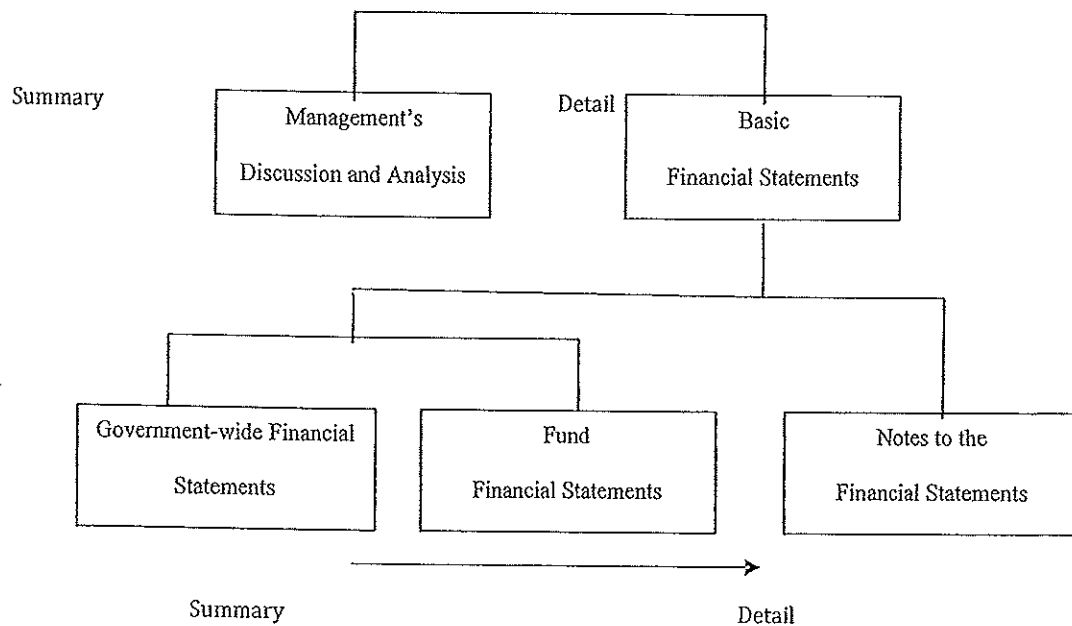 Summary
Management's
Discussion and Analysis
Detail
Basic
Financial Statements
Government-wide Financial
Statements
Fund
Financial Statements
Notes to the
Financial Statements
Summary
Detail